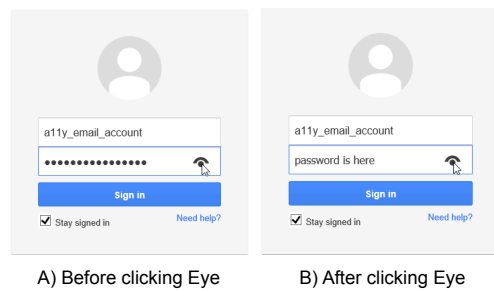 a11y_email_account
••••••••••••••••
Sign in
Stay signed in Need help?
A) Before clicking Eye
a11y_email_account
password is here
Sign in
Stay signed in Need help?
B) After clicking Eye